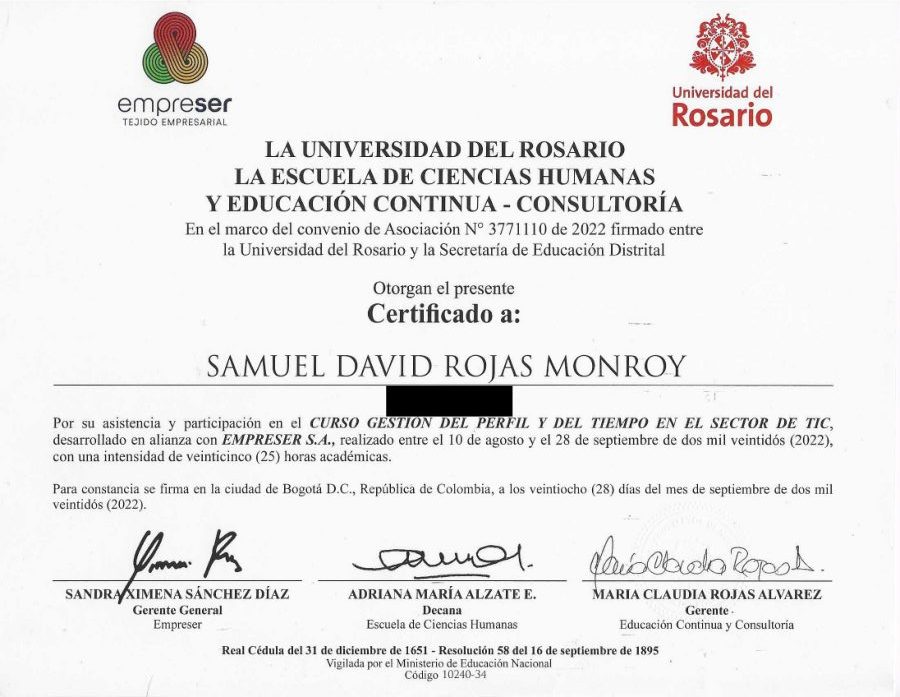 empreser
TEJIDO EMPRESARIAL
Universidad del
Rosario
LA UNIVERSIDAD DEL ROSARIO
LA ESCUELA DE CIENCIAS HUMANAS
Y EDUCACIÓN CONTINUA - CONSULTORÍA
En el marco del convenio de Asociación N° 3771110 de 2022 firmado entre
la Universidad del Rosario y la Secretaría de Educación Distrital
Otorgan el presente
Certificado a:
SAMUEL DAVID ROJAS MONROY
Por su asistencia y participación en el CURSO GESTIÓN DEL PERFIL Y DEL TIEMPO EN EL SECTOR DE TIC,
desarrollado en alianza con EMPRESER S.A., realizado entre el 10 de agosto y el 28 de septiembre de dos mil veintidós (2022),
con una intensidad de veinticinco (25) horas académicas.
Para constancia se firma en la ciudad de Bogotá D.C., República de Colombia, a los veintiocho (28) días del mes de septiembre de dos mil
veintidós (2022).
Maria Claudia Rojas A.
SANDRA XIMENA SÁNCHEZ DÍAZ
Gerente General
Empreser
ADRIANA MARÍA ALZATE E.
Decana
Escuela de Ciencias Humanas
MARIA CLAUDIA ROJAS ALVAREZ
Gerente
Educación Continua y Consultoria
Real Cédula del 31 de diciembre de 1651 - Resolución 58 del 16 de septiembre de 1895
Vigilada por el Ministerio de Educación Nacional
Código 10240-34